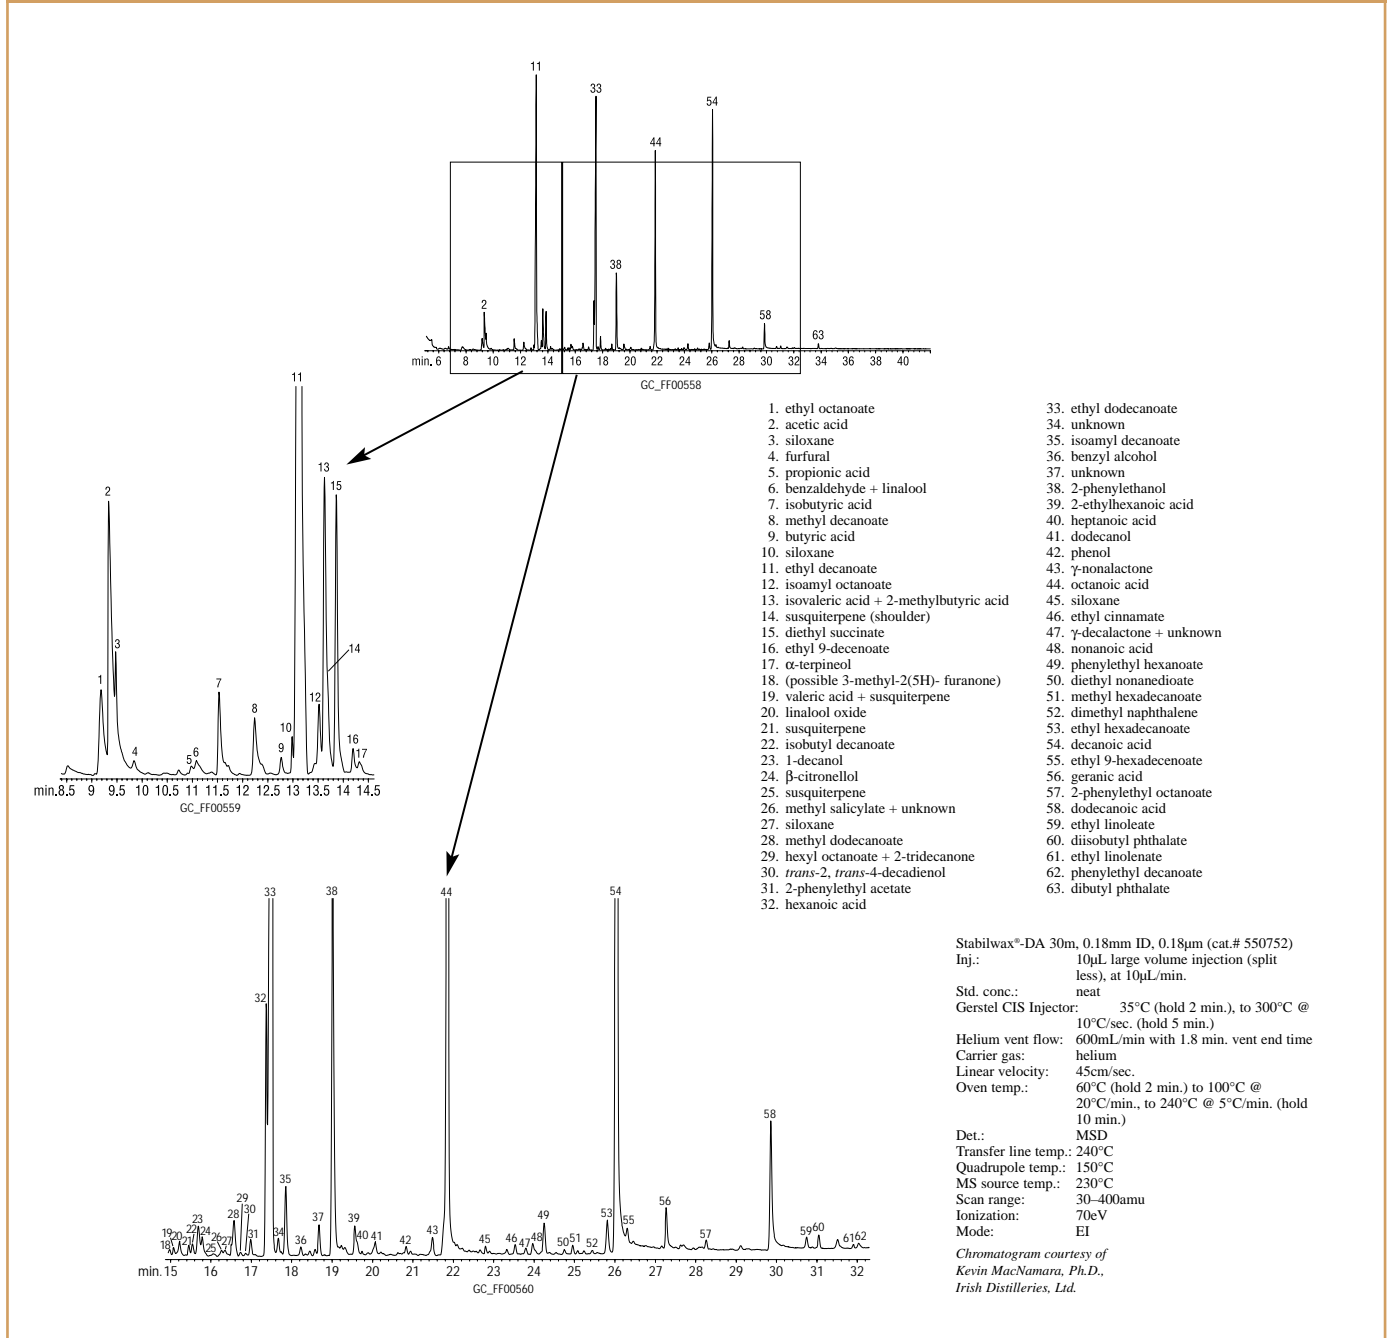 11
33
54
44
38
2
58
63
min. 6 8 10 12 14 16 18 20 22 24 26 28 30 32 34 36 38 40
GC_FF00558
11
13
15
2
3
14
1
7
12
8
10
16
4
5 6
9
17
min.8.5 9 9.5 10 10.5 11 11.5 12 12.5 13 13.5 14 14.5
GC_FF00559
1. ethyl octanoate
2. acetic acid
3. siloxane
4. furfural
5. propionic acid
6. benzaldehyde + linalool
7. isobutyric acid
8. methyl decanoate
9. butyric acid
10. siloxane
11. ethyl decanoate
12. isoamyl octanoate
13. isovaleric acid + 2-methylbutyric acid
14. susquiterpene (shoulder)
15. diethyl succinate
16. ethyl 9-decenoate
17. α-terpineol
18. (possible 3-methyl-2(5H)- furanone)
19. valeric acid + susquiterpene
20. linalool oxide
21. susquiterpene
22. isobutyl decanoate
23. 1-decanol
24. β-citronellol
25. susquiterpene
26. methyl salicylate + unknown
27. siloxane
28. methyl dodecanoate
29. hexyl octanoate + 2-tridecanone
30. trans-2, trans-4-decadienol
31. 2-phenylethyl acetate
32. hexanoic acid
33. ethyl dodecanoate
34. unknown
35. isoamyl decanoate
36. benzyl alcohol
37. unknown
38. 2-phenylethanol
39. 2-ethylhexanoic acid
40. heptanoic acid
41. dodecanol
42. phenol
43. γ-nonalactone
44. octanoic acid
45. siloxane
46. ethyl cinnamate
47. γ-decalactone + unknown
48. nonanoic acid
49. phenylethyl hexanoate
50. diethyl nonanedioate
51. methyl hexadecanoate
52. dimethyl naphthalene
53. ethyl hexadecanoate
54. decanoic acid
55. ethyl 9-hexadecenoate
56. geranic acid
57. 2-phenylethyl octanoate
58. dodecanoic acid
59. ethyl linoleate
60. diisobutyl phthalate
61. ethyl linolenate
62. phenylethyl decanoate
63. dibutyl phthalate
33 38 44 54
32
58
35
29
30
56
19 20 22 23 24 26 28 37 39 49 53 55
18 21 25 27 31 34 36 40 41 42 43 45 46 47 48 50 51 52 57 59 60 61 62
min. 15 16 17 18 19 20 21 22 23 24 25 26 27 28 29 30 31 32
GC_FF00560
Stabilwax®-DA 30m, 0.18mm ID, 0.18µm (cat.# 550752)
Inj.: 10µL large volume injection (split
less), at 10µL/min.
Std. conc.: neat
Gerstel CIS Injector: 35°C (hold 2 min.), to 300°C @
10°C/sec. (hold 5 min.)
Helium vent flow: 600mL/min with 1.8 min. vent end time
Carrier gas: helium
Linear velocity: 45cm/sec.
Oven temp.: 60°C (hold 2 min.) to 100°C @
20°C/min., to 240°C @ 5°C/min. (hold
10 min.)
Det.: MSD
Transfer line temp.: 240°C
Quadrupole temp.: 150°C
MS source temp.: 230°C
Scan range: 30–400amu
Ionization: 70eV
Mode: EI
Chromatogram courtesy of
Kevin MacNamara, Ph.D.,
Irish Distilleries, Ltd.